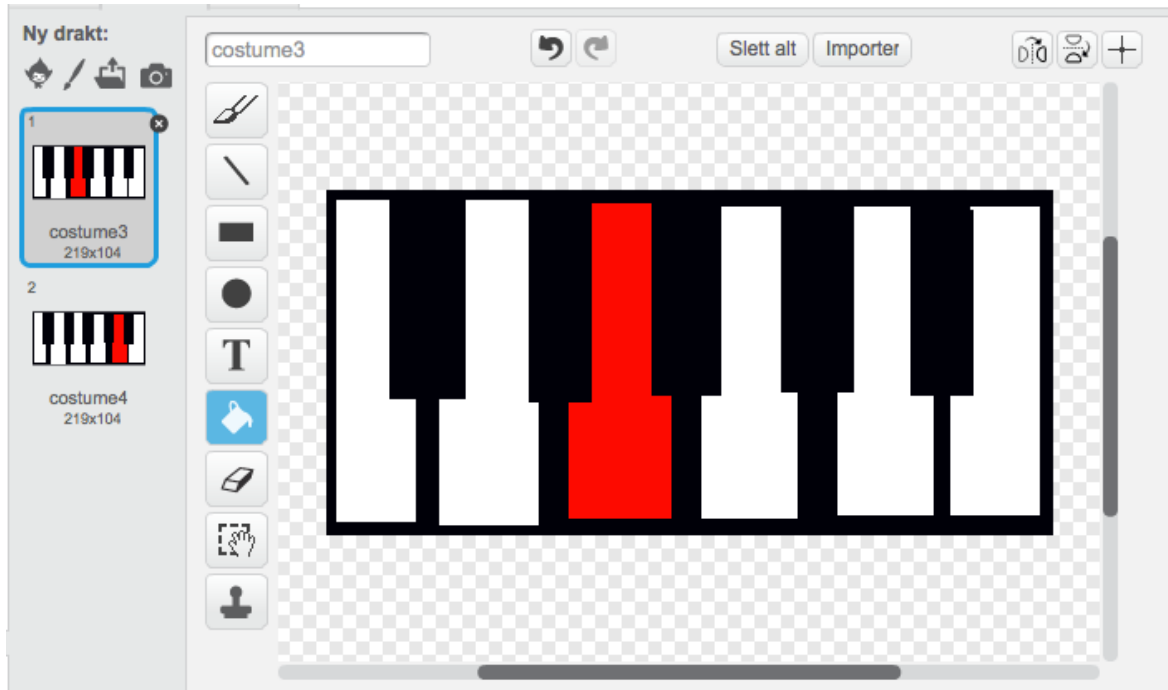 Ny drakt:
costume3
Slett alt
Importer
1
costume3
219x104
2
costume4
219x104
T